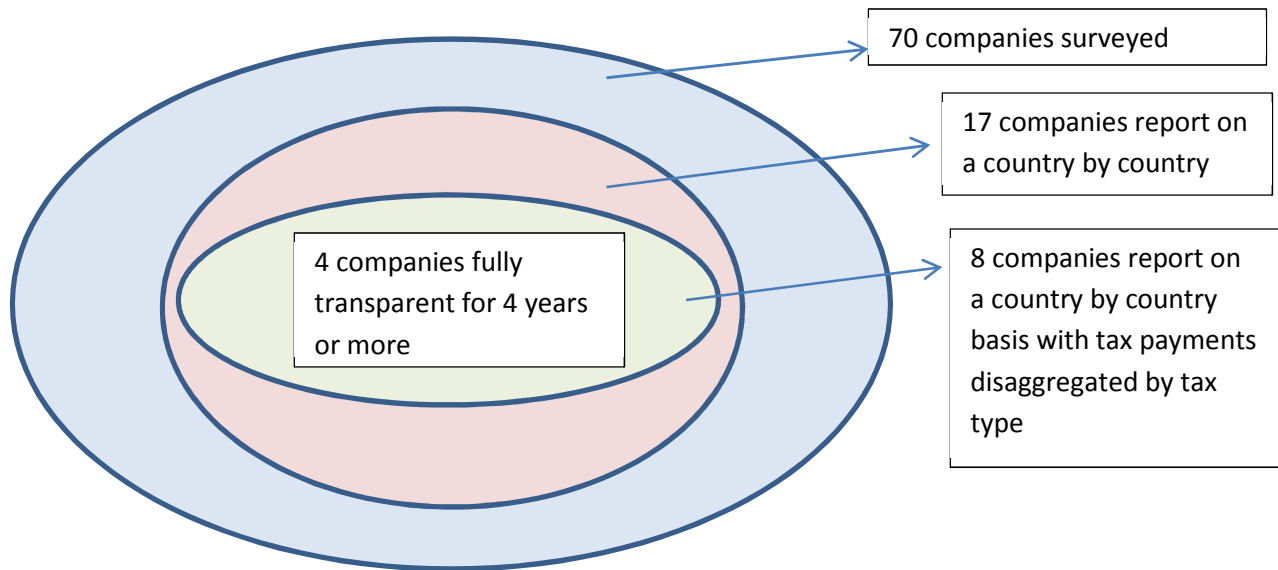 70 companies surveyed
17 companies report on
a country by country
4 companies fully
transparent for 4 years
or more
8 companies report on
a country by country
basis with tax payments
disaggregated by tax
type